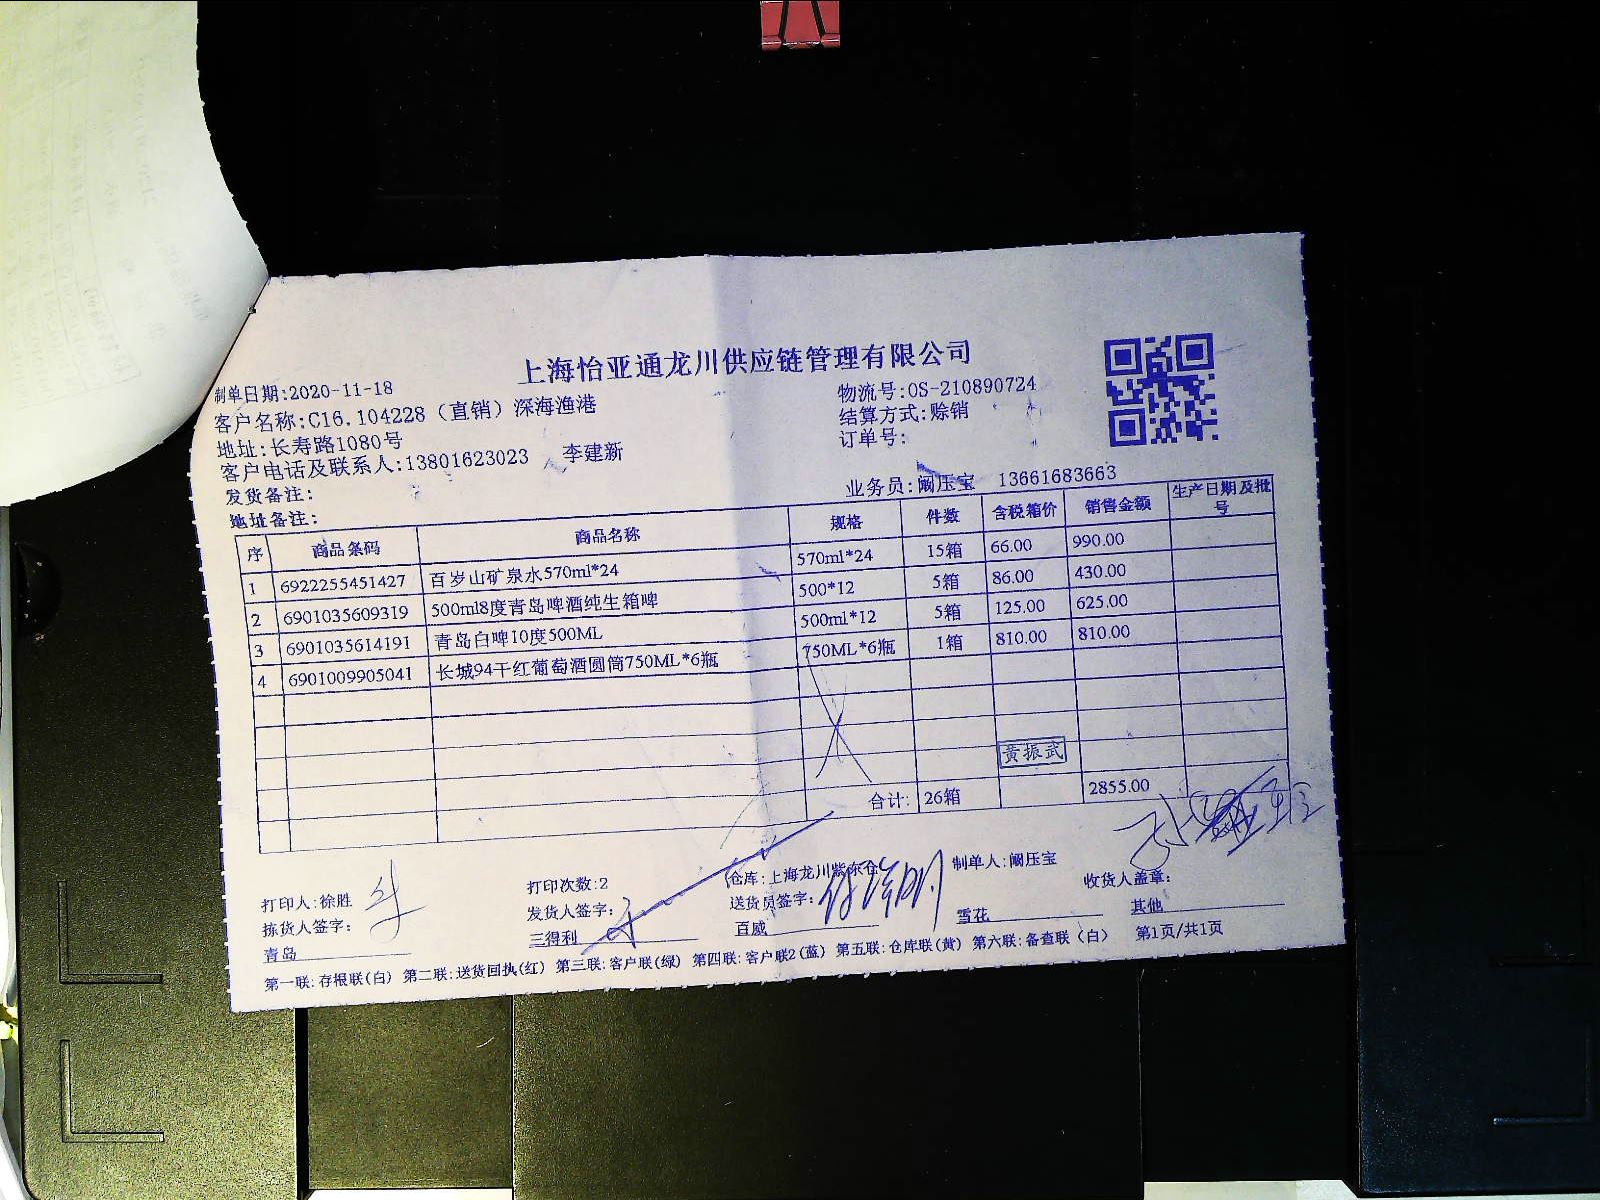 上海怡亚通龙川供应链管理有限公司
制单日期:2020-11-18
物流号:OS-210890724
客户名称:C16.104228（直销）深海渔港
结算方式:赊销
地址:长寿路1080号
订单号:
客户电话及联系人:13801623023 李建新
发货备注:
业务员:阚压宝 13661683663
地址备注:
序 商品条码 商品名称 规格 件数 含税箱价 销售金额 生产日期及批号
1 6922255451427 百岁山矿泉水570ml*24 570ml*24 15箱 66.00 990.00
2 6901035609319 500ml8度青岛啤酒纯生箱啤 500*12 5箱 86.00 430.00
3 6901035614191 青岛白啤10度500ML 500ml*12 5箱 125.00 625.00
4 6901009905041 长城94干红葡萄酒圆筒750ML*6瓶 750ML*6瓶 1箱 810.00 810.00
黄振武
合计: 26箱 2855.00
打印人:徐胜 打印次数:2 仓库:上海龙川紫东仓 制单人:阚压宝
拣货人签字: 发货人签字: 送货员签字: 收货人盖章:
青岛 三得利 百威 雪花 其他
第一联:存根联(白) 第二联:送货回执(红) 第三联:客户联(绿) 第四联:客户联2(蓝) 第五联:仓库联(黄) 第六联:备查联(白) 第1页/共1页